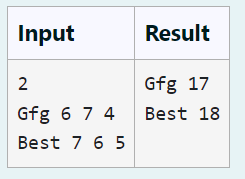 Input Result
2
Gfg 6 7 4
Best 7 6 5
Gfg 17
Best 18